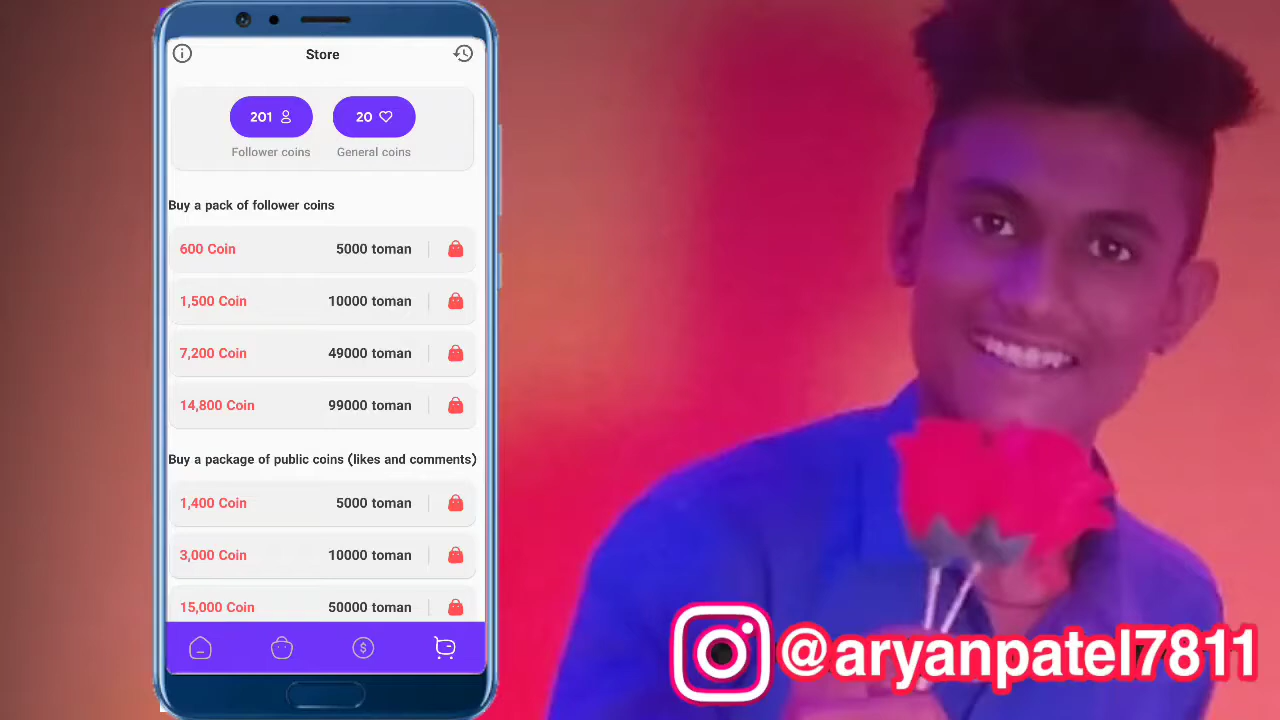 Store
201
20
Follower coins
General coins
Buy a pack of follower coins
600 Coin
5000 toman
1,500 Coin
10000 toman
7,200 Coin
49000 toman
14,800 Coin
99000 toman
Buy a package of public coins (likes and comments)
1,400 Coin
5000 toman
3,000 Coin
10000 toman
15,000 Coin
50000 toman
@aryanpatel7811